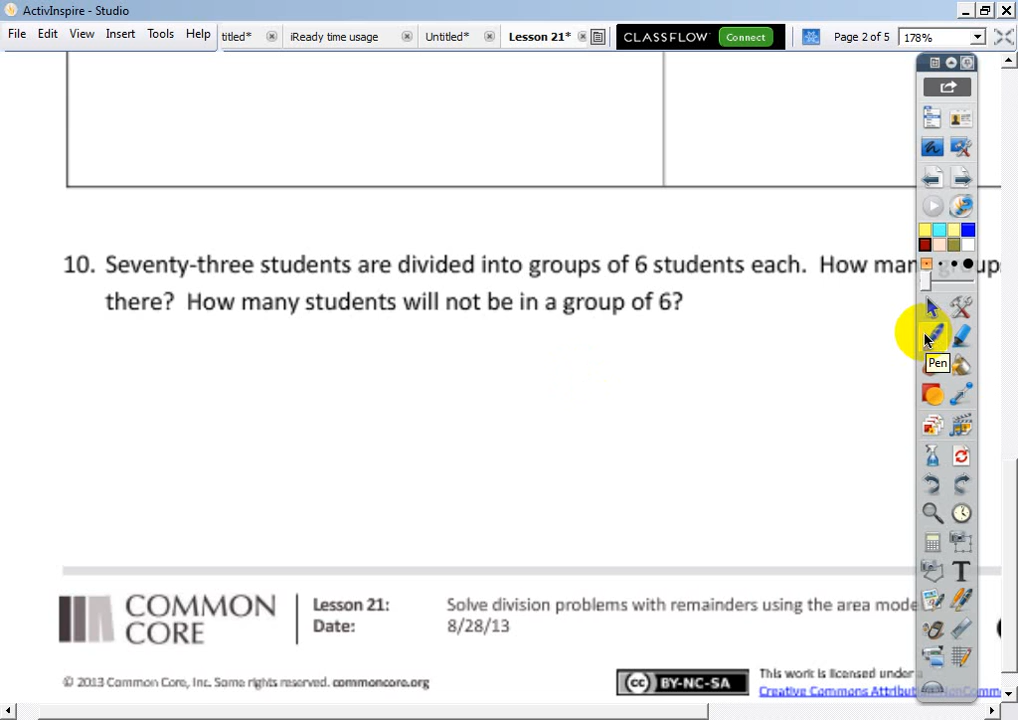 ActivInspire - Studio
File Edit View Insert Tools Help titled* iReady time usage Untitled* Lesson 21* CLASSFLOW Connect Page 2 of 5 178%
10. Seventy-three students are divided into groups of 6 students each. How man
there? How many students will not be in a group of 6?
Pen
T
COMMON
CORE
Lesson 21: Solve division problems with remainders using the area mode
Date: 8/28/13
© 2013 Common Core, Inc. Some rights reserved. commoncore.org
cc BY-NC-SA
This work is licensed under a
Creative Commons Attribut